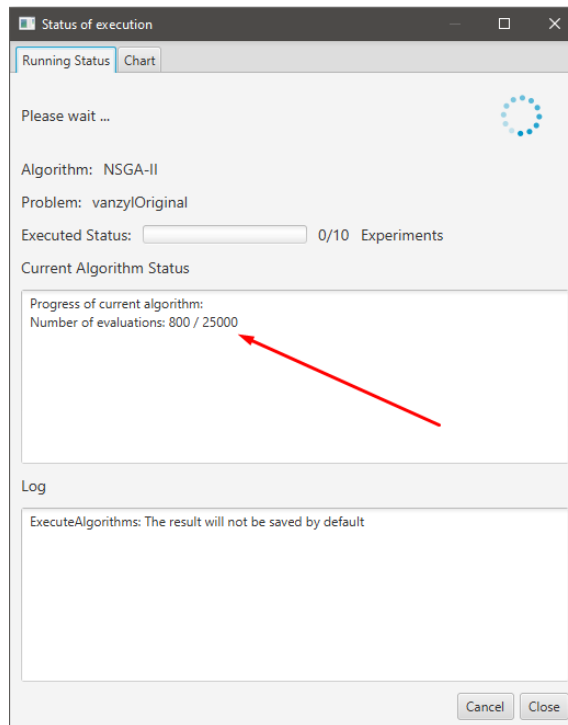 Status of execution
Running Status Chart
Please wait ...
Algorithm: NSGA-II
Problem: vanzylOriginal
Executed Status: 0/10 Experiments
Current Algorithm Status
Progress of current algorithm:
Number of evaluations: 800 / 25000
Log
ExecuteAlgorithms: The result will not be saved by default
Cancel Close